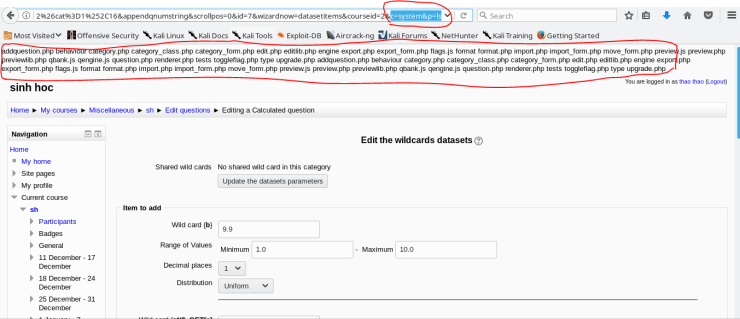 2%26cat%3D1%252C16&appendqnumstring&scrollpos=0&id=7&wizardnow=datasetitems&courseid=2&c=system&p=ls
Search
Most Visited Offensive Security Kali Linux Kali Docs Kali Tools Exploit-DB Aircrack-ng Kali Forums NetHunter Kali Training Getting Started
addquestion.php behaviour category.php category_class.php category_form.php edit.php editlib.php engine export.php export_form.php flags.js format format.php import.php import_form.php move_form.php preview.js preview.php
previewlib.php qbank.js qengine.js question.php renderer.php tests toggleflag.php type upgrade.php addquestion.php behaviour category.php category_class.php category_form.php edit.php editlib.php engine export.php
export_form.php flags.js format format.php import.php import_form.php move_form.php preview.js preview.php previewlib.php qbank.js qengine.js question.php renderer.php tests toggleflag.php type upgrade.php
You are logged in as thao thao (Logout)
sinh hoc
Home ► My courses ► Miscellaneous ► sh ► Edit questions ► Editing a Calculated question
Navigation
Home
My home
Site pages
My profile
Current course
sh
Participants
Badges
General
11 December - 17
December
18 December - 24
December
25 December - 31
December
Edit the wildcards datasets
Shared wild cards No shared wild card in this category
Update the datasets parameters
Item to add
Wild card {b} 9.9
Range of Values Minimum 1.0 - Maximum 10.0
Decimal places 1
Distribution Uniform